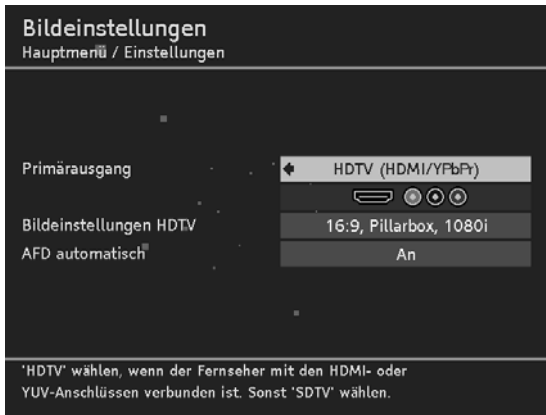 Bildeinstellungen
Hauptmenü / Einstellungen
Primärausgang
HDTV (HDMI/YPbPr)
Bildeinstellungen HDTV
16:9, Pillarbox, 1080i
AFD automatisch
An
'HDTV' wählen, wenn der Fernseher mit den HDMI- oder
YUV-Anschlüssen verbunden ist. Sonst 'SDTV' wählen.